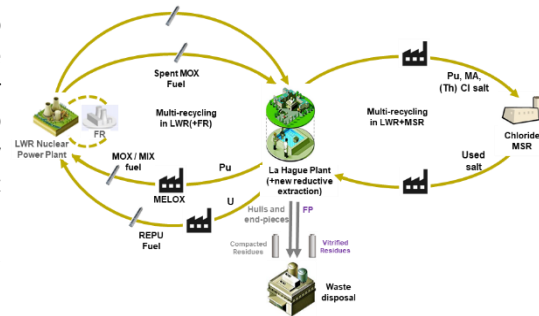 Spent MOX
Fuel
Multi-recycling
in LWR(+FR)
FR
LWR Nuclear
Power Plant
MOX / MIX
fuel
Pu
MELOX
U
REPU
Fuel
La Hague Plant
(+new reductive
extraction)
Hulls and
end-pieces
FP
Compacted
Residues
Vitrified
Residues
Waste
disposal
Multi-recycling
in LWR+MSR
Pu, MA,
(Th) Cl salt
Chloride
MSR
Used
salt